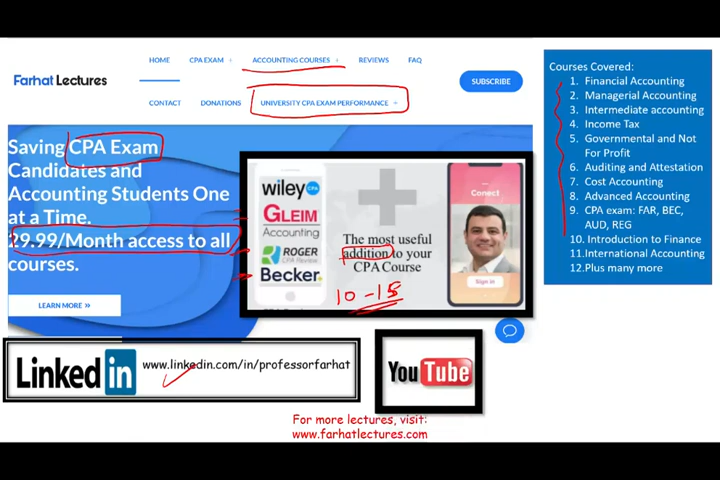 HOME CPA EXAM ACCOUNTING COURSES REVIEWS FAQ
Farhat Lectures
SUBSCRIBE
CONTACT DONATIONS UNIVERSITY CPA EXAM PERFORMANCE
Saving CPA Exam
Candidates and
Accounting Students One
at a Time.
29.99/Month access to all
courses.
LEARN MORE »
wiley CPA
GLEIM
Accounting
ROGER
CPA Review
Becker.
The most useful
addition to your
CPA Course
10-15
Conect
Sign in
Courses Covered:
1. Financial Accounting
2. Managerial Accounting
3. Intermediate accounting
4. Income Tax
5. Governmental and Not
For Profit
6. Auditing and Attestation
7. Cost Accounting
8. Advanced Accounting
9. CPA exam: FAR, BEC,
AUD, REG
10. Introduction to Finance
11.International Accounting
12.Plus many more
Linked in
www.linkedin.com/in/professorfarhat
YouTube
For more lectures, visit:
www.farhatlectures.com